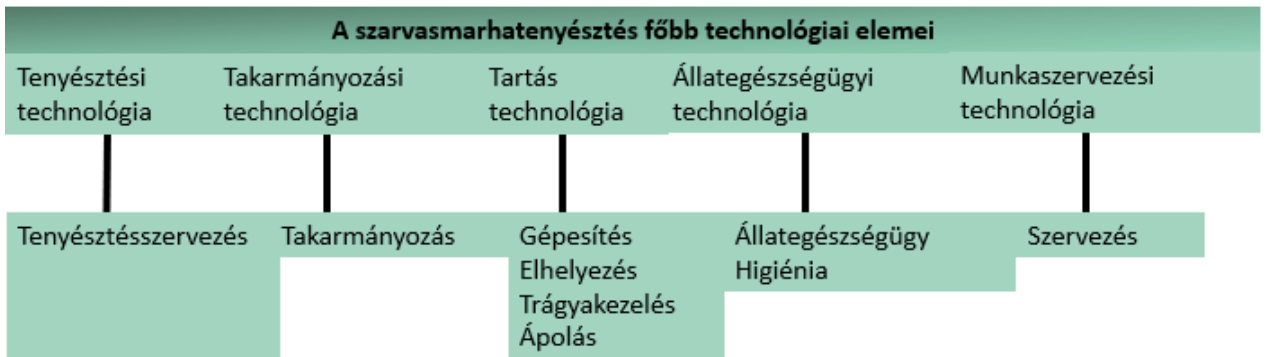 A szarvasmarhatenyésztés főbb technológiai elemei
Tenyésztési
technológia
Takarmányozási
technológia
Tartás
technológia
Állategészségügyi
technológia
Munkaszervezési
technológia
Tenyésztésszervezés
Takarmányozás
Gépesítés
Elhelyezés
Trágyakezelés
Ápolás
Állategészségügy
Higiénia
Szervezés